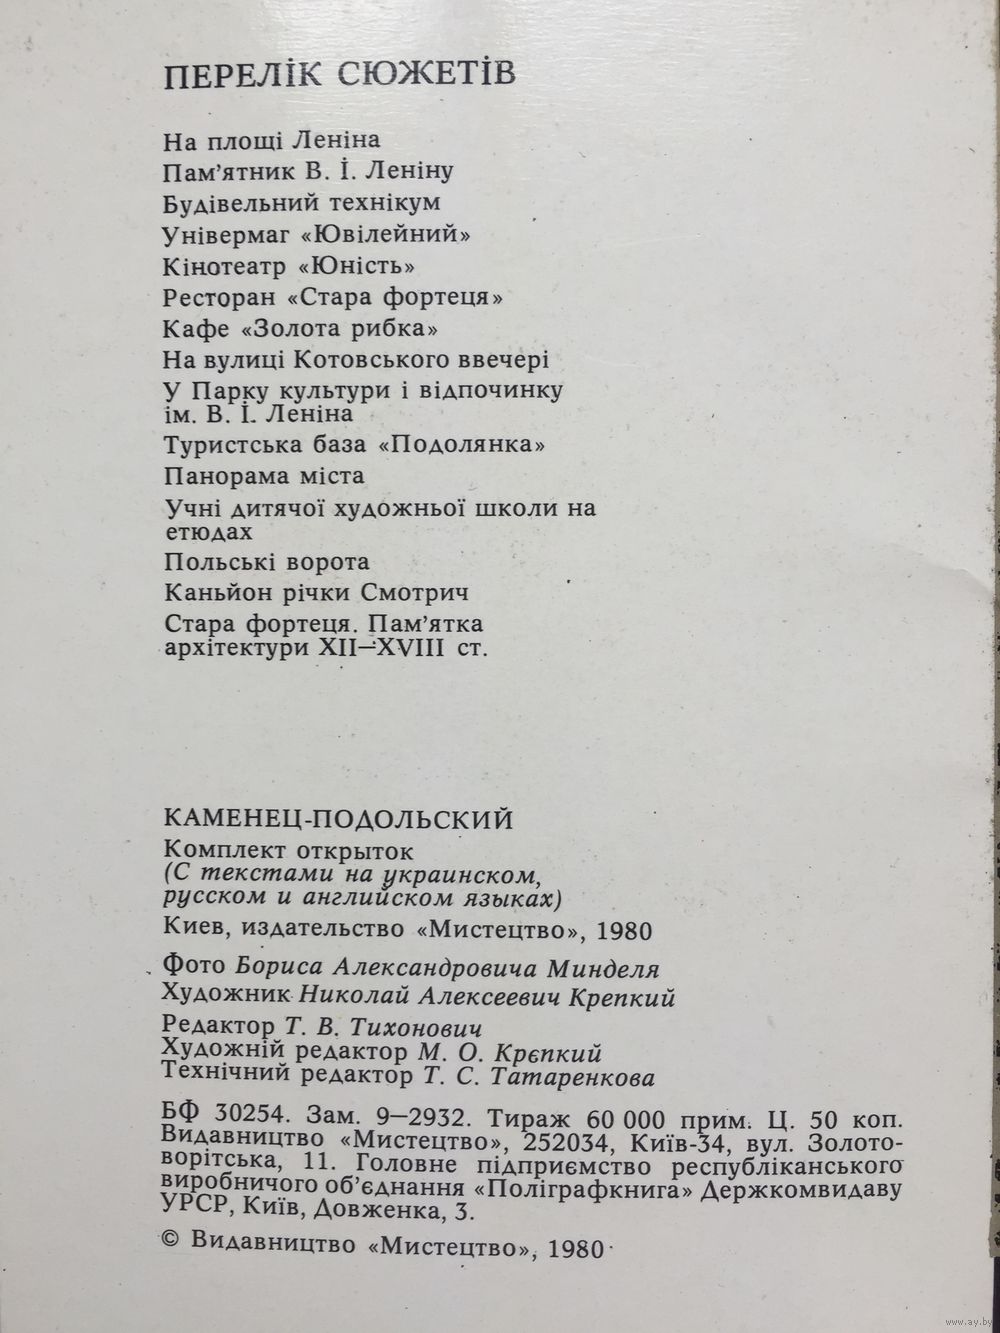 ПЕРЕЛІК СЮЖЕТІВ
На площі Леніна
Пам’ятник В. І. Леніну
Будівельний технікум
Універмаг «Ювілейний»
Кінотеатр «Юність»
Ресторан «Стара фортеця»
Кафе «Золота рибка»
На вулиці Котовського ввечері
У Парку культури і відпочинку
ім. В. І. Леніна
Туристська база «Подолянка»
Панорама міста
Учні дитячої художньої школи на
етюдах
Польські ворота
Каньйон річки Смотрич
Стара фортеця. Пам’ятка
архітектури XII—XVIII ст.
КАМЕНЕЦ-ПОДОЛЬСКИЙ
Комплект открыток
(С текстами на украинском,
русском и английском языках)
Киев, издательство «Мистецтво», 1980
Фото Бориса Александровича Минделя
Художник Николай Алексеевич Крепкий
Редактор Т. В. Тихонович
Художній редактор М. О. Крєпкий
Технічний редактор Т. С. Татаренкова
БФ 30254. Зам. 9—2932. Тираж 60 000 прим. Ц. 50 коп.
Видавництво «Мистецтво», 252034, Київ-34, вул. Золото-
ворітська, 11. Головне підприємство республіканського
виробничого об’єднання «Поліграфкнига» Держкомвидаву
УРСР, Київ, Довженка, 3.
© Видавництво «Мистецтво», 1980
www.ay.by